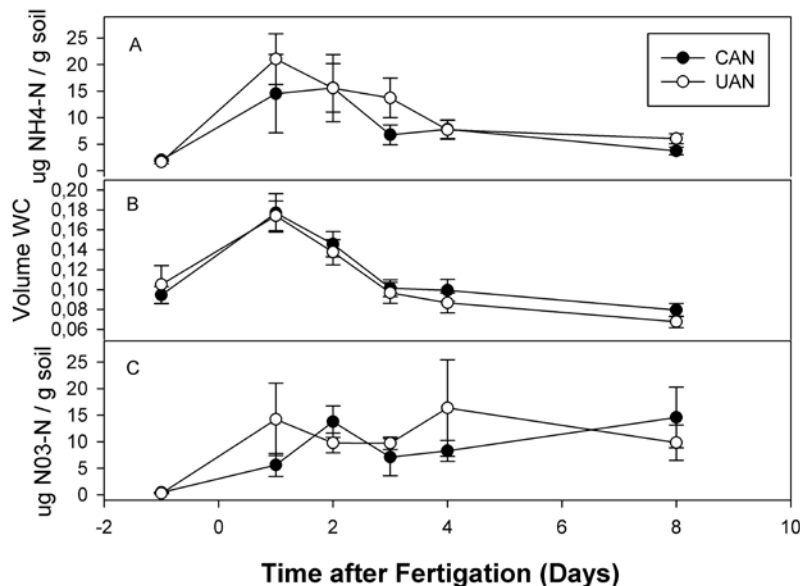 A
ug NH4-N / g soil
25
20
15
10
5
0
CAN
UAN
B
Volume WC
0,20
0,18
0,16
0,14
0,12
0,10
0,08
0,06
C
ug N03-N / g soil
25
20
15
10
5
0
-2 0 2 4 6 8 10
Time after Fertigation (Days)